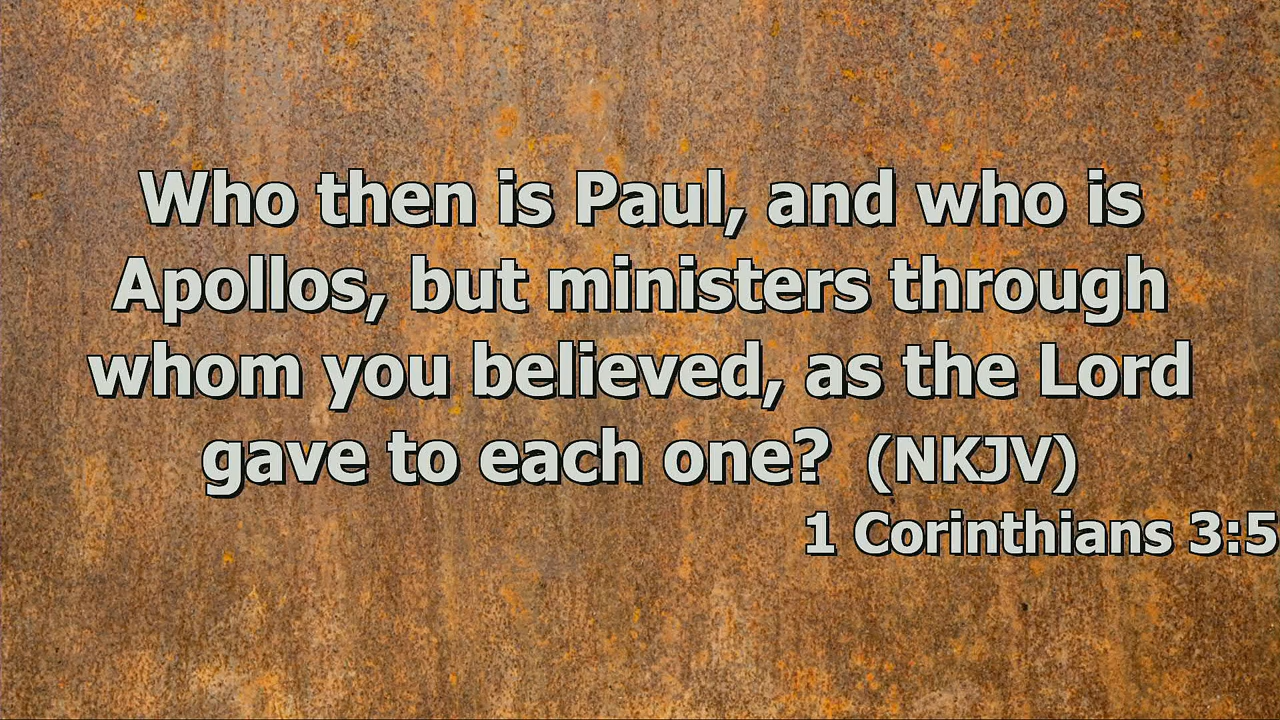 Who then is Paul, and who is
Apollos, but ministers through
whom you believed, as the Lord
gave to each one? (NKJV)
1 Corinthians 3:5